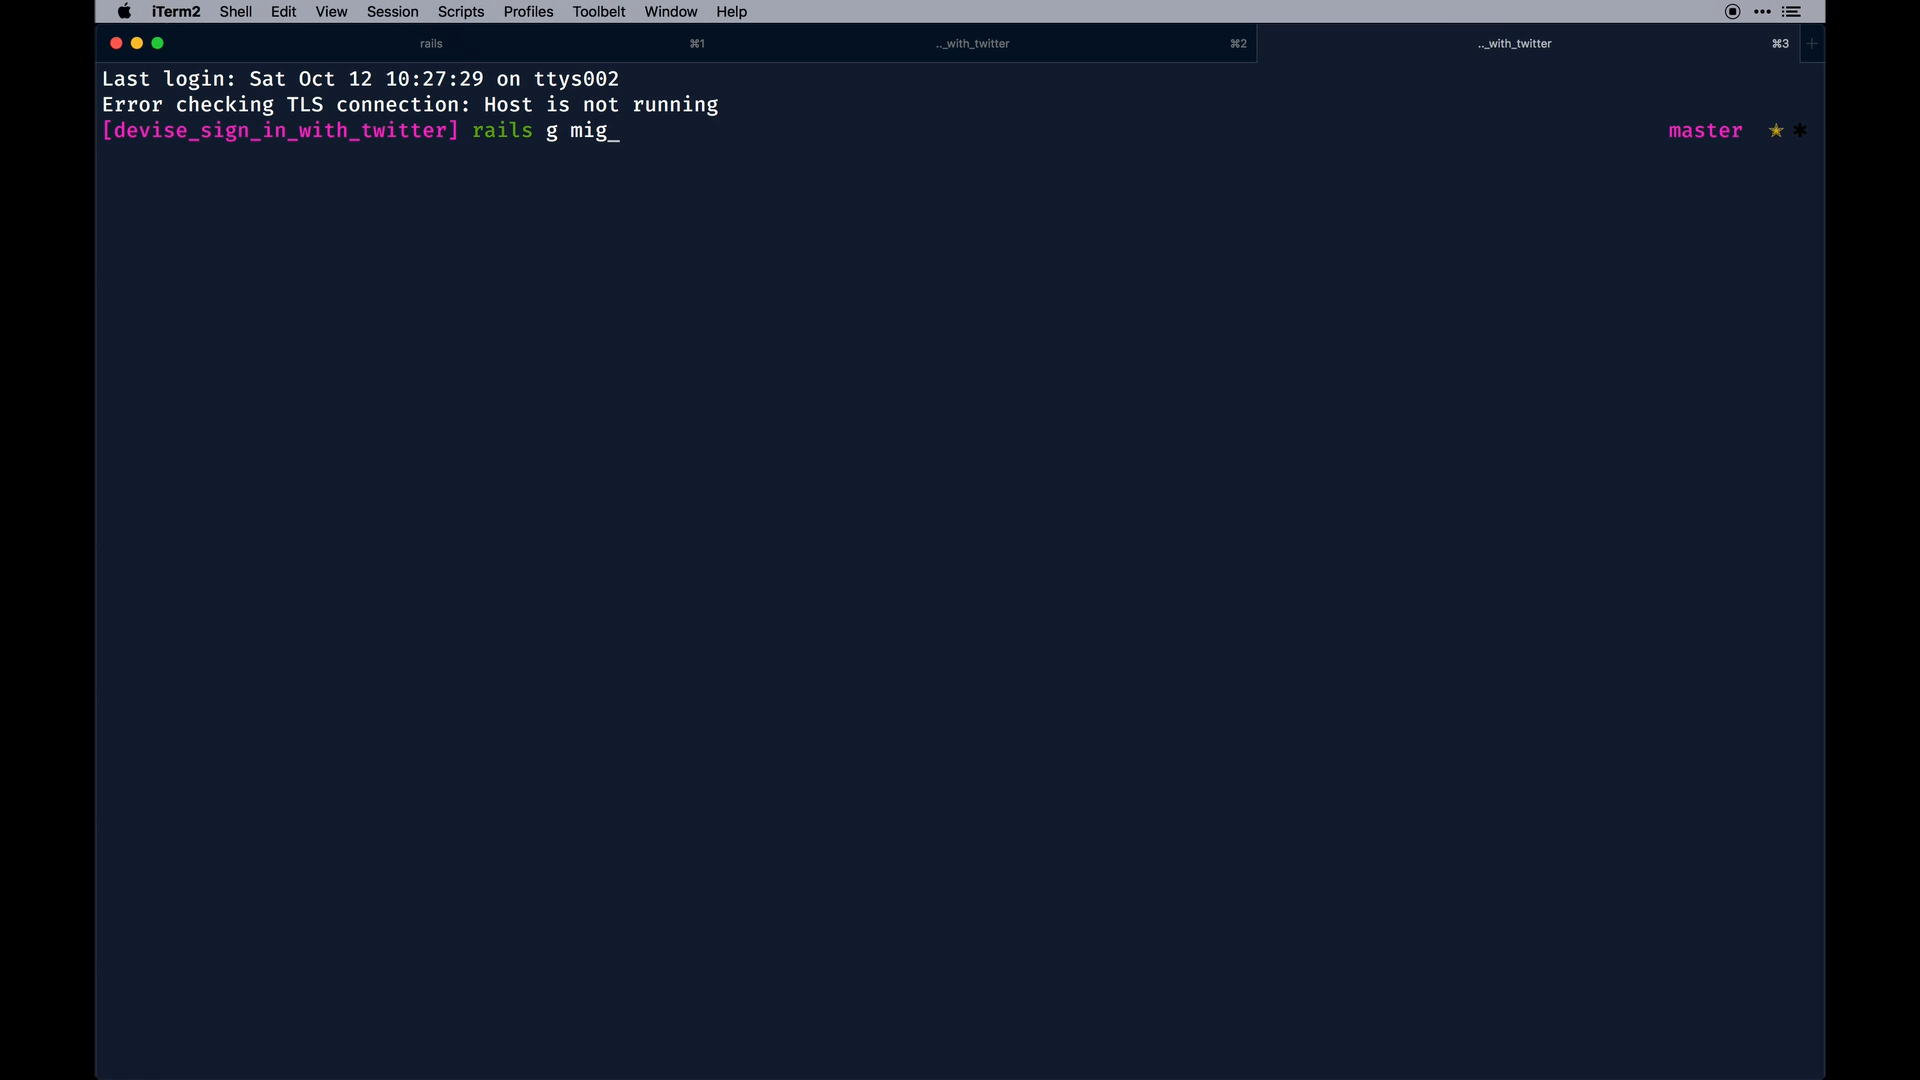 iTerm2 Shell Edit View Session Scripts Profiles Toolbelt Window Help
rails ⌘1 .._with_twitter ⌘2 .._with_twitter ⌘3
Last login: Sat Oct 12 10:27:29 on ttys002
Error checking TLS connection: Host is not running
[devise_sign_in_with_twitter] rails g mig_ master ★ *